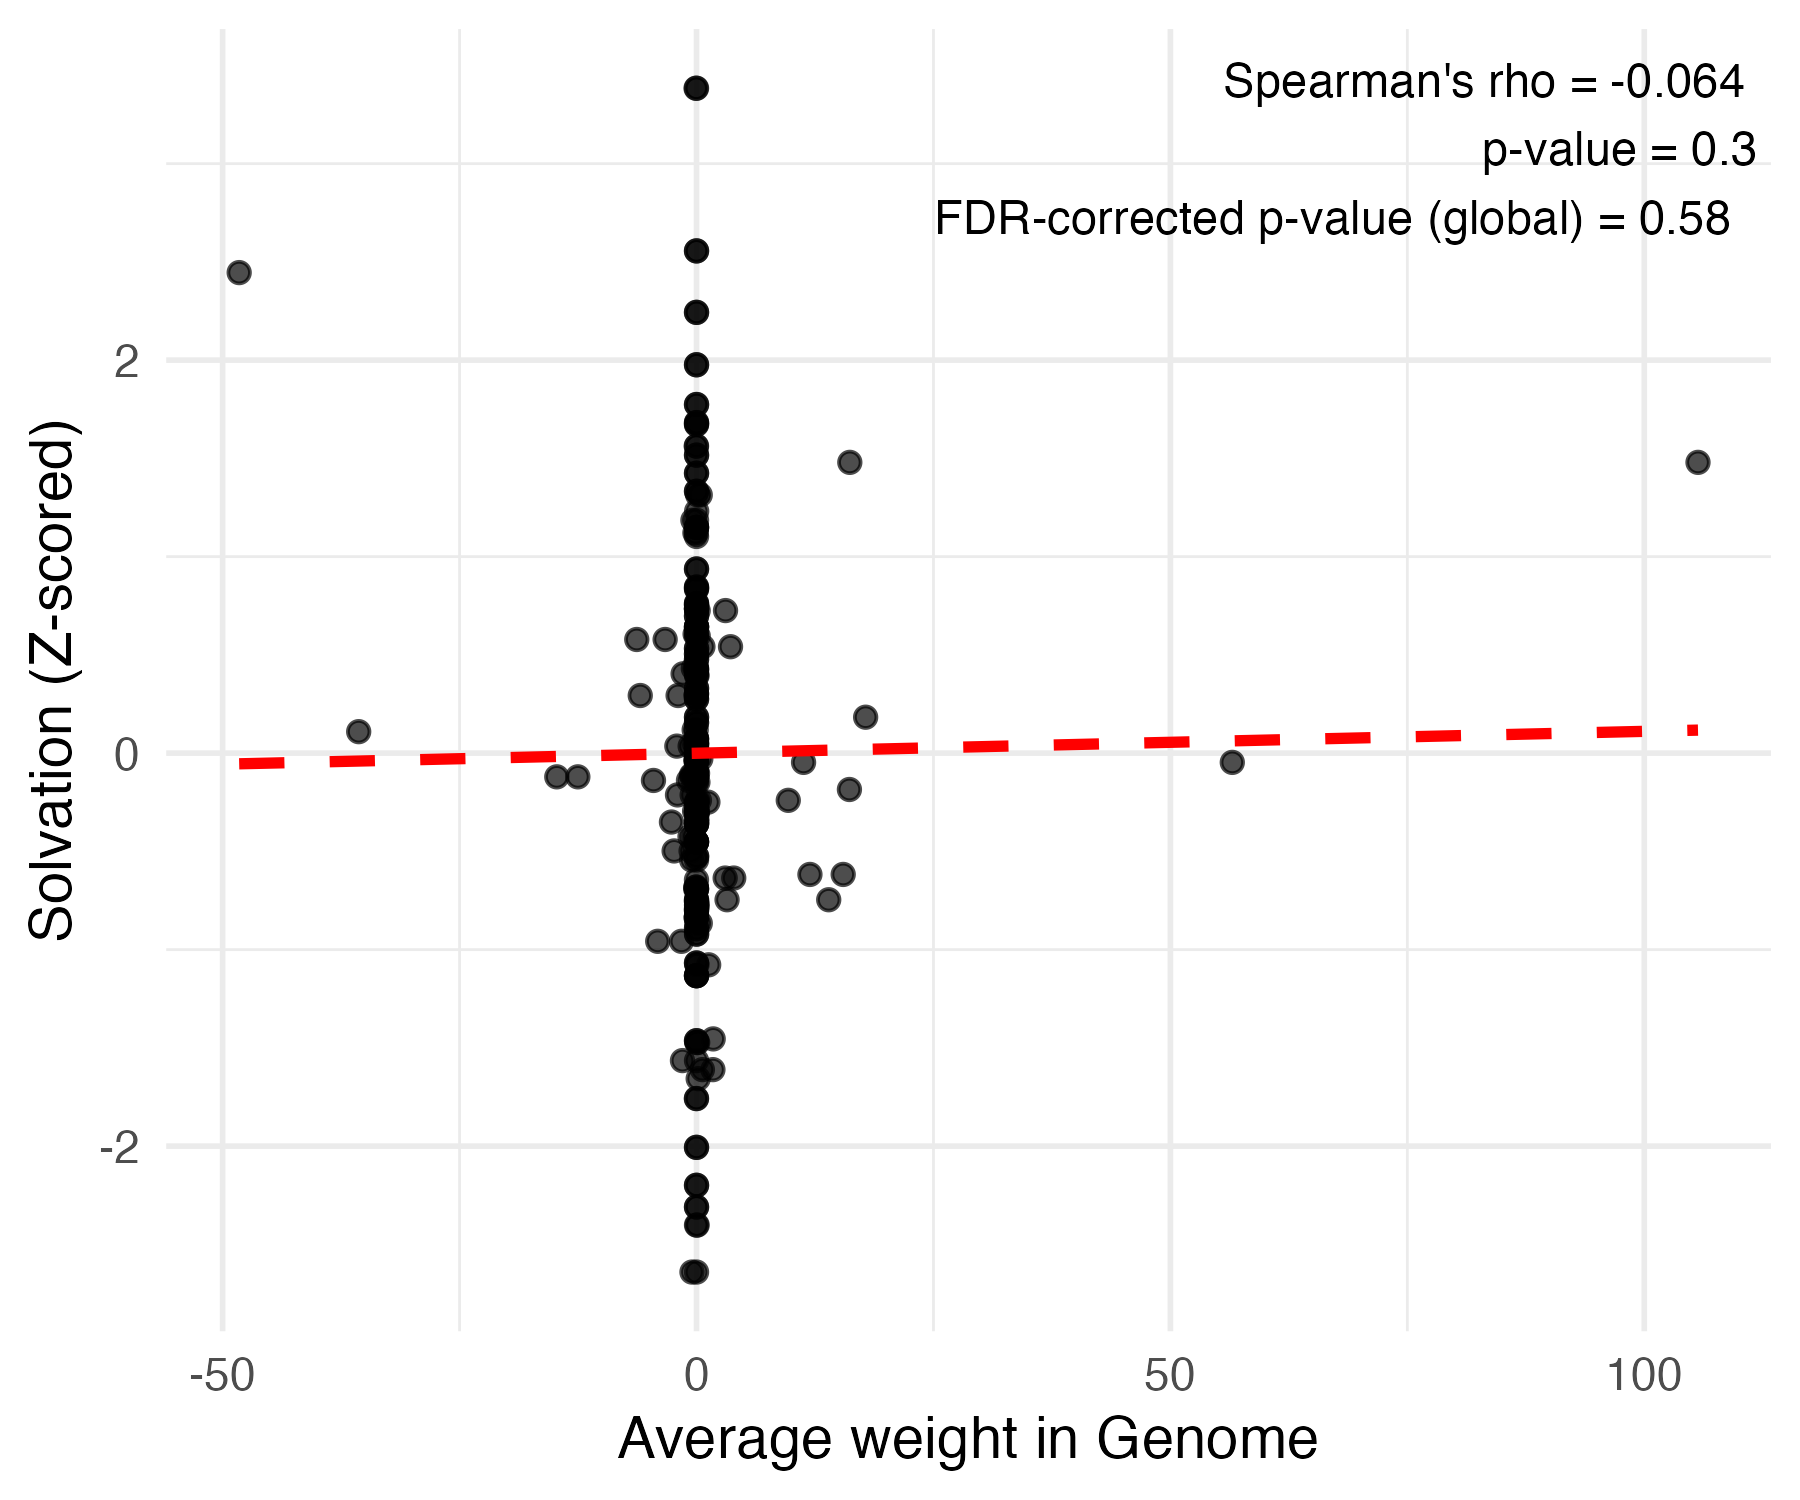 Spearman's rho = -0.064
p-value = 0.3
FDR-corrected p-value (global) = 0.58
2
0
-2
Solvation (Z-scored)
-50
0
50
100
Average weight in Genome